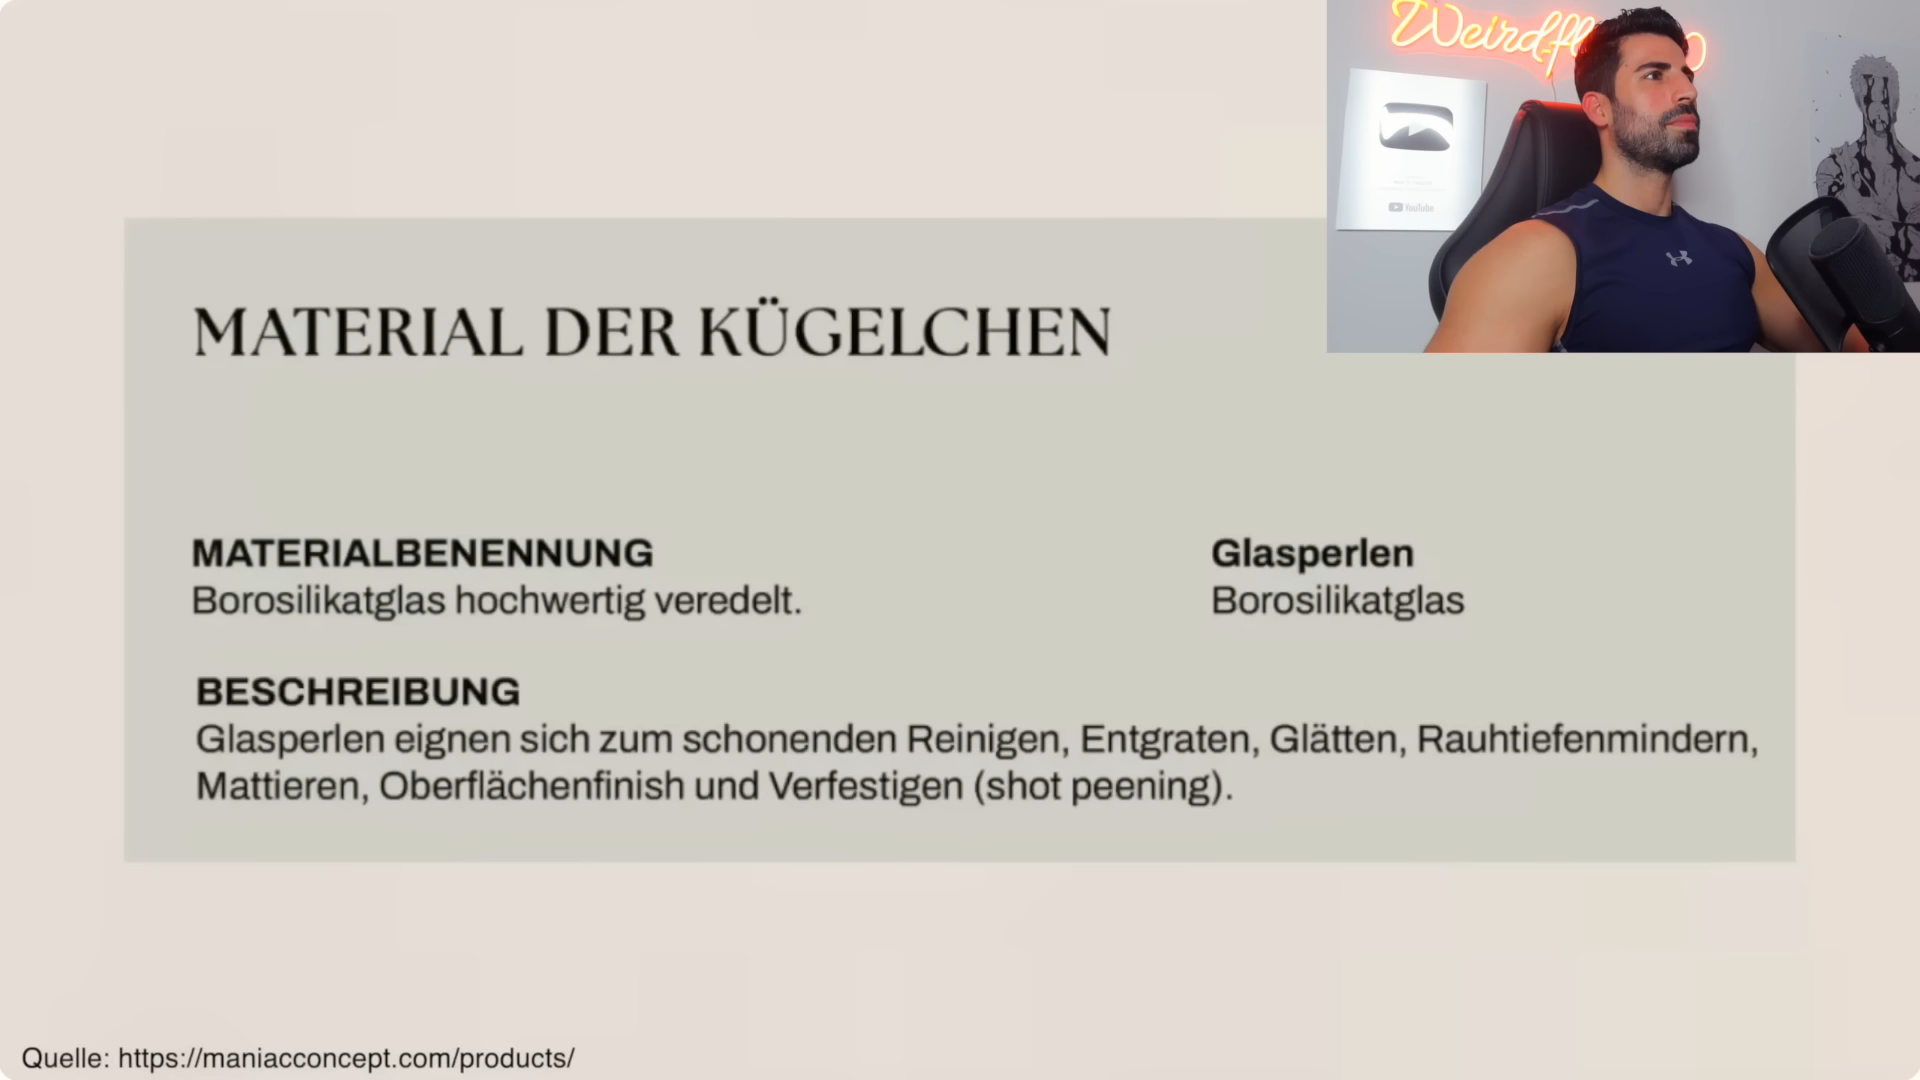 MATERIAL DER KÜGELCHEN
MATERIALBENENNUNG
Borosilikatglas hochwertig veredelt.
Glasperlen
Borosilikatglas
BESCHREIBUNG
Glasperlen eignen sich zum schonenden Reinigen, Entgraten, Glätten, Rauhtiefenmindern,
Mattieren, Oberflächenfinish und Verfestigen (shot peening).
Quelle: https://maniacconcept.com/products/
YouTube